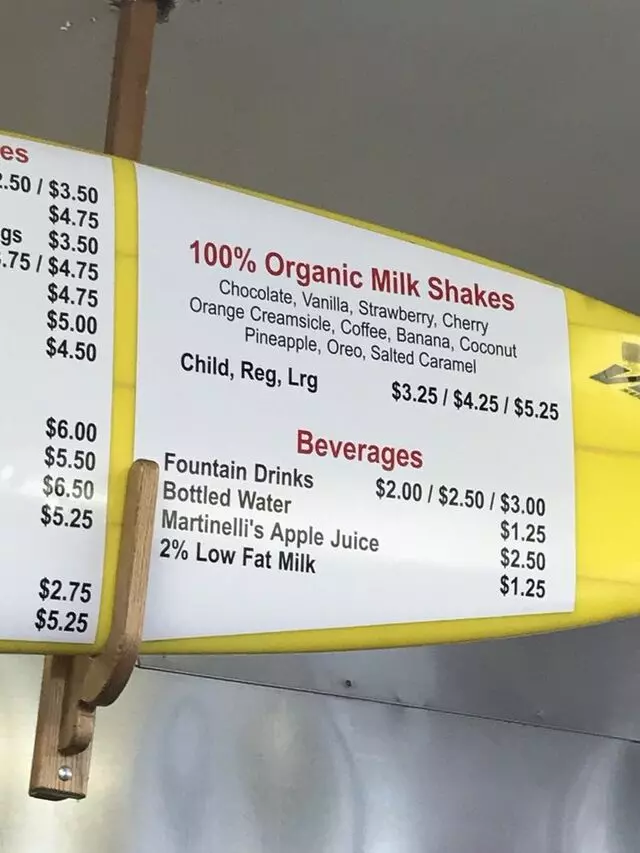 es
.50 / $3.50
$4.75
gs $3.50
.75 / $4.75
$4.75
$5.00
$4.50
$6.00
$5.50
$6.50
$5.25
$2.75
$5.25
100% Organic Milk Shakes
Chocolate, Vanilla, Strawberry, Cherry
Orange Creamsicle, Coffee, Banana, Coconut
Pineapple, Oreo, Salted Caramel
Child, Reg, Lrg $3.25 / $4.25 / $5.25
Beverages
Fountain Drinks $2.00 / $2.50 / $3.00
Bottled Water $1.25
Martinelli's Apple Juice $2.50
2% Low Fat Milk $1.25